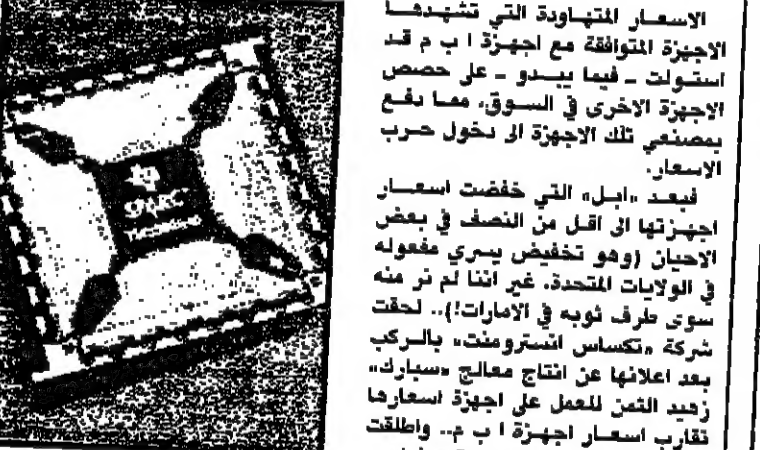 الاسعار المتهاودة التي تشهدها
الاجهزة المتوافقة مع اجهزة ا ب م قد
استولت - فيما يبدو - على حصص
الاجهزة الاخرى في السوق، مما دفع
بمصنعي تلك الاجهزة الى دخول حرب
الاسعار.
فبعد «ابل» التي خفضت اسعار
اجهزتها الى اقل من النصف في بعض
الاحيان (وهو تخفيض يسري مفعوله
في الولايات المتحدة، غير اننا لم نر منه
سوى طرف ثوبه في الامارات!).. لحقت
شركة «تكساس انسترومنت» بالركب
بعد اعلانها عن انتاج معالج «سبارك»
زهيد الثمن للعمل على اجهزة اسعارها
تقارب اسعار اجهزة ا ب م.. واطلقت
SPARC